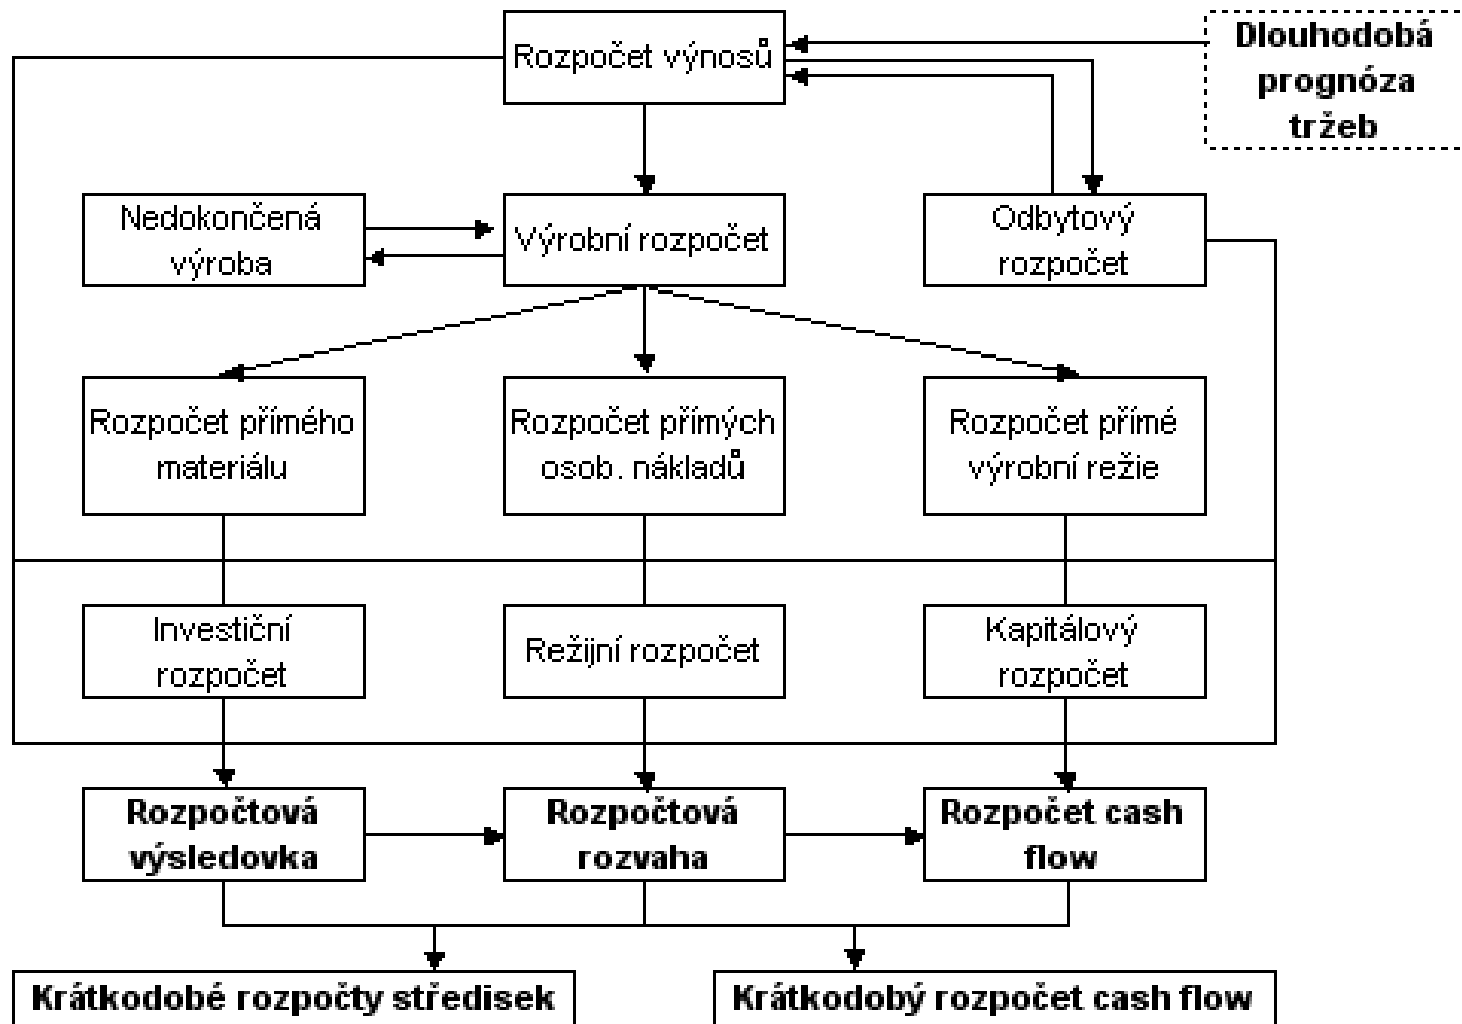 Rozpočet výnosů
Dlouhodobá
prognóza
tržeb
Nedokončená
výroba
Výrobní rozpočet
Odbytový
rozpočet
Rozpočet přímého
materiálu
Rozpočet přímých
osob. nákladů
Rozpočet přímé
výrobní režie
Investiční
rozpočet
Režijní rozpočet
Kapitálový
rozpočet
Rozpočtová
výsledovka
Rozpočtová
rozvaha
Rozpočet cash
flow
Krátkodobé rozpočty středisek
Krátkodobý rozpočet cash flow